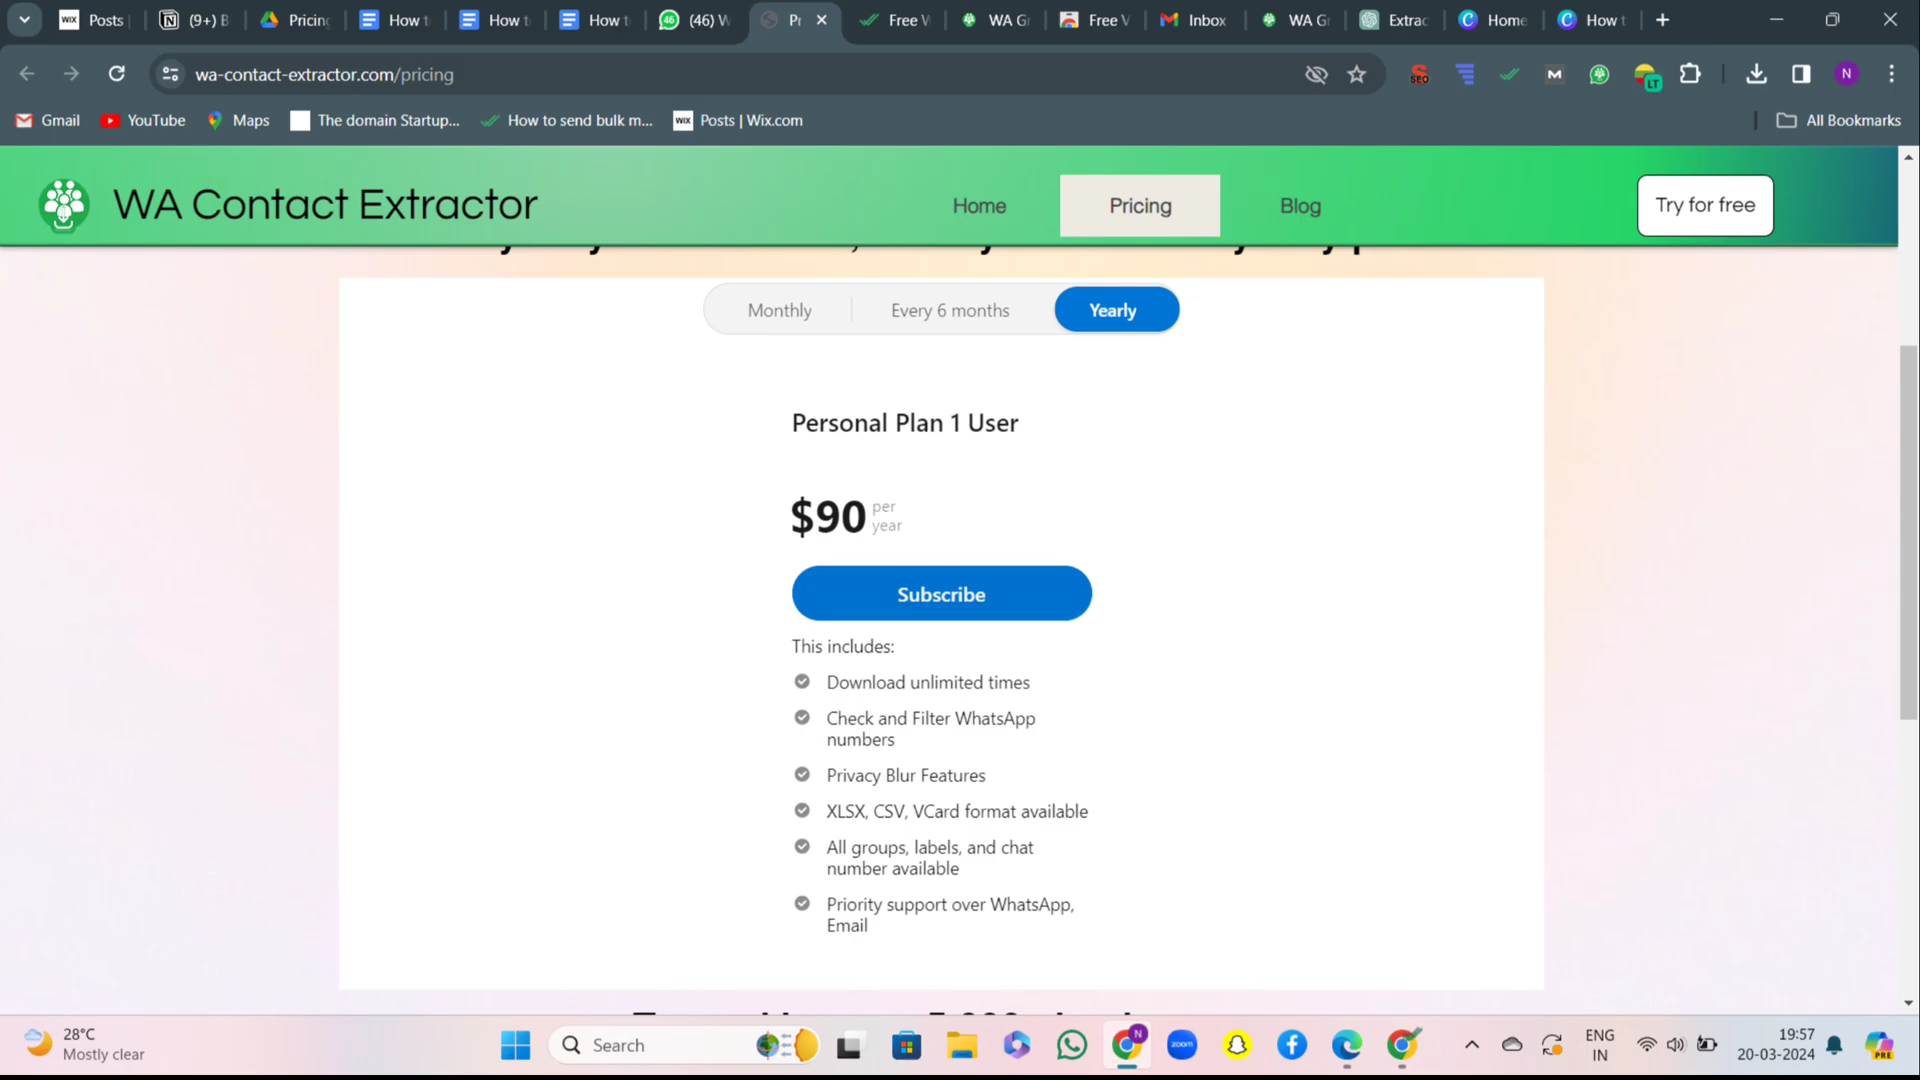 Posts
(9+) B
Pricing
How t
How t
How t
(46) W
Pr
Free V
WA Gr
Free V
Inbox
WA Gr
Extrac
Home
How t
wa-contact-extractor.com/pricing
Gmail
YouTube
Maps
The domain Startup...
How to send bulk m...
Posts | Wix.com
All Bookmarks
WA Contact Extractor
Home
Pricing
Blog
Try for free
Monthly
Every 6 months
Yearly
Personal Plan 1 User
$90 per
year
Subscribe
This includes:
Download unlimited times
Check and Filter WhatsApp
numbers
Privacy Blur Features
XLSX, CSV, VCard format available
All groups, labels, and chat
number available
Priority support over WhatsApp,
Email
28°C
Mostly clear
Search
zoom
ENG
IN
19:57
20-03-2024